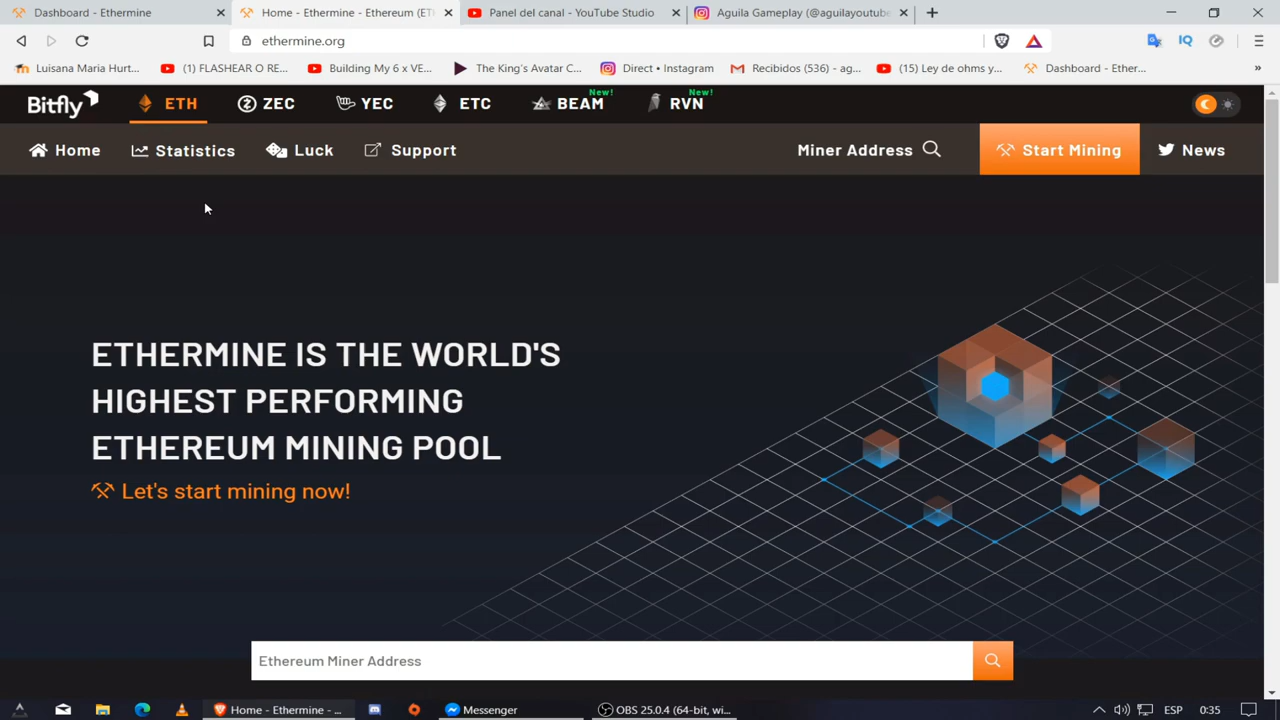 Dashboard - Ethermine
Home - Ethermine - Ethereum (ET
Panel del canal - YouTube Studio
Aguila Gameplay (@aguilayoutube
ethermine.org
Luisana Maria Hurt...
(1) FLASHEAR O RE...
Building My 6 x VE...
The King's Avatar C...
Direct • Instagram
Recibidos (536) - ag...
(15) Ley de ohms y...
Dashboard - Ether...
Bitfly
ETH
ZEC
YEC
ETC
BEAM
New!
RVN
New!
Home
Statistics
Luck
Support
Miner Address
Start Mining
News
ETHERMINE IS THE WORLD'S
HIGHEST PERFORMING
ETHEREUM MINING POOL
Let's start mining now!
Ethereum Miner Address
Home - Ethermine - ...
Messenger
OBS 25.0.4 (64-bit, wi...
ESP
0:35